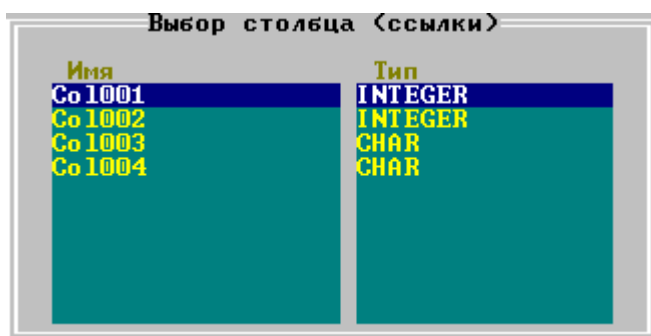 Выбор столбца (ссылки)
Имя Тип
Col001 INTEGER
Col002 INTEGER
Col003 CHAR
Col004 CHAR